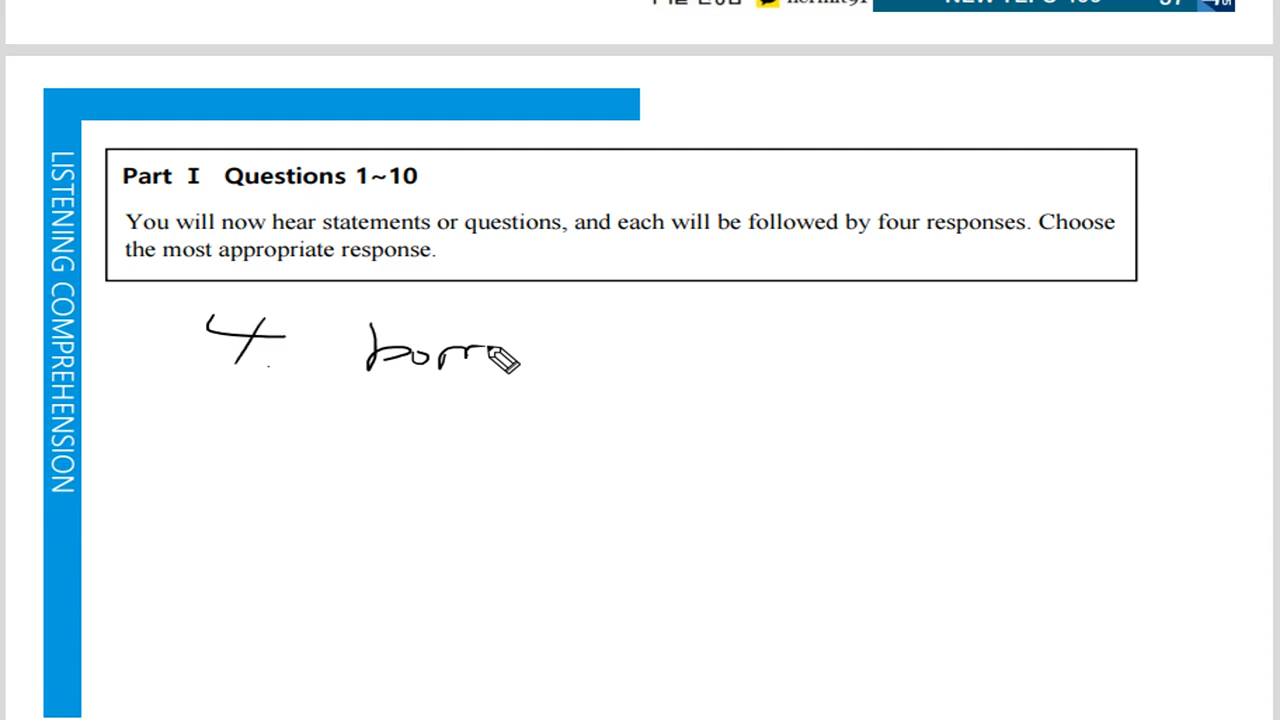 Part I Questions 1~10
You will now hear statements or questions, and each will be followed by four responses. Choose
the most appropriate response.
LISTENING COMPREHENSION
4.